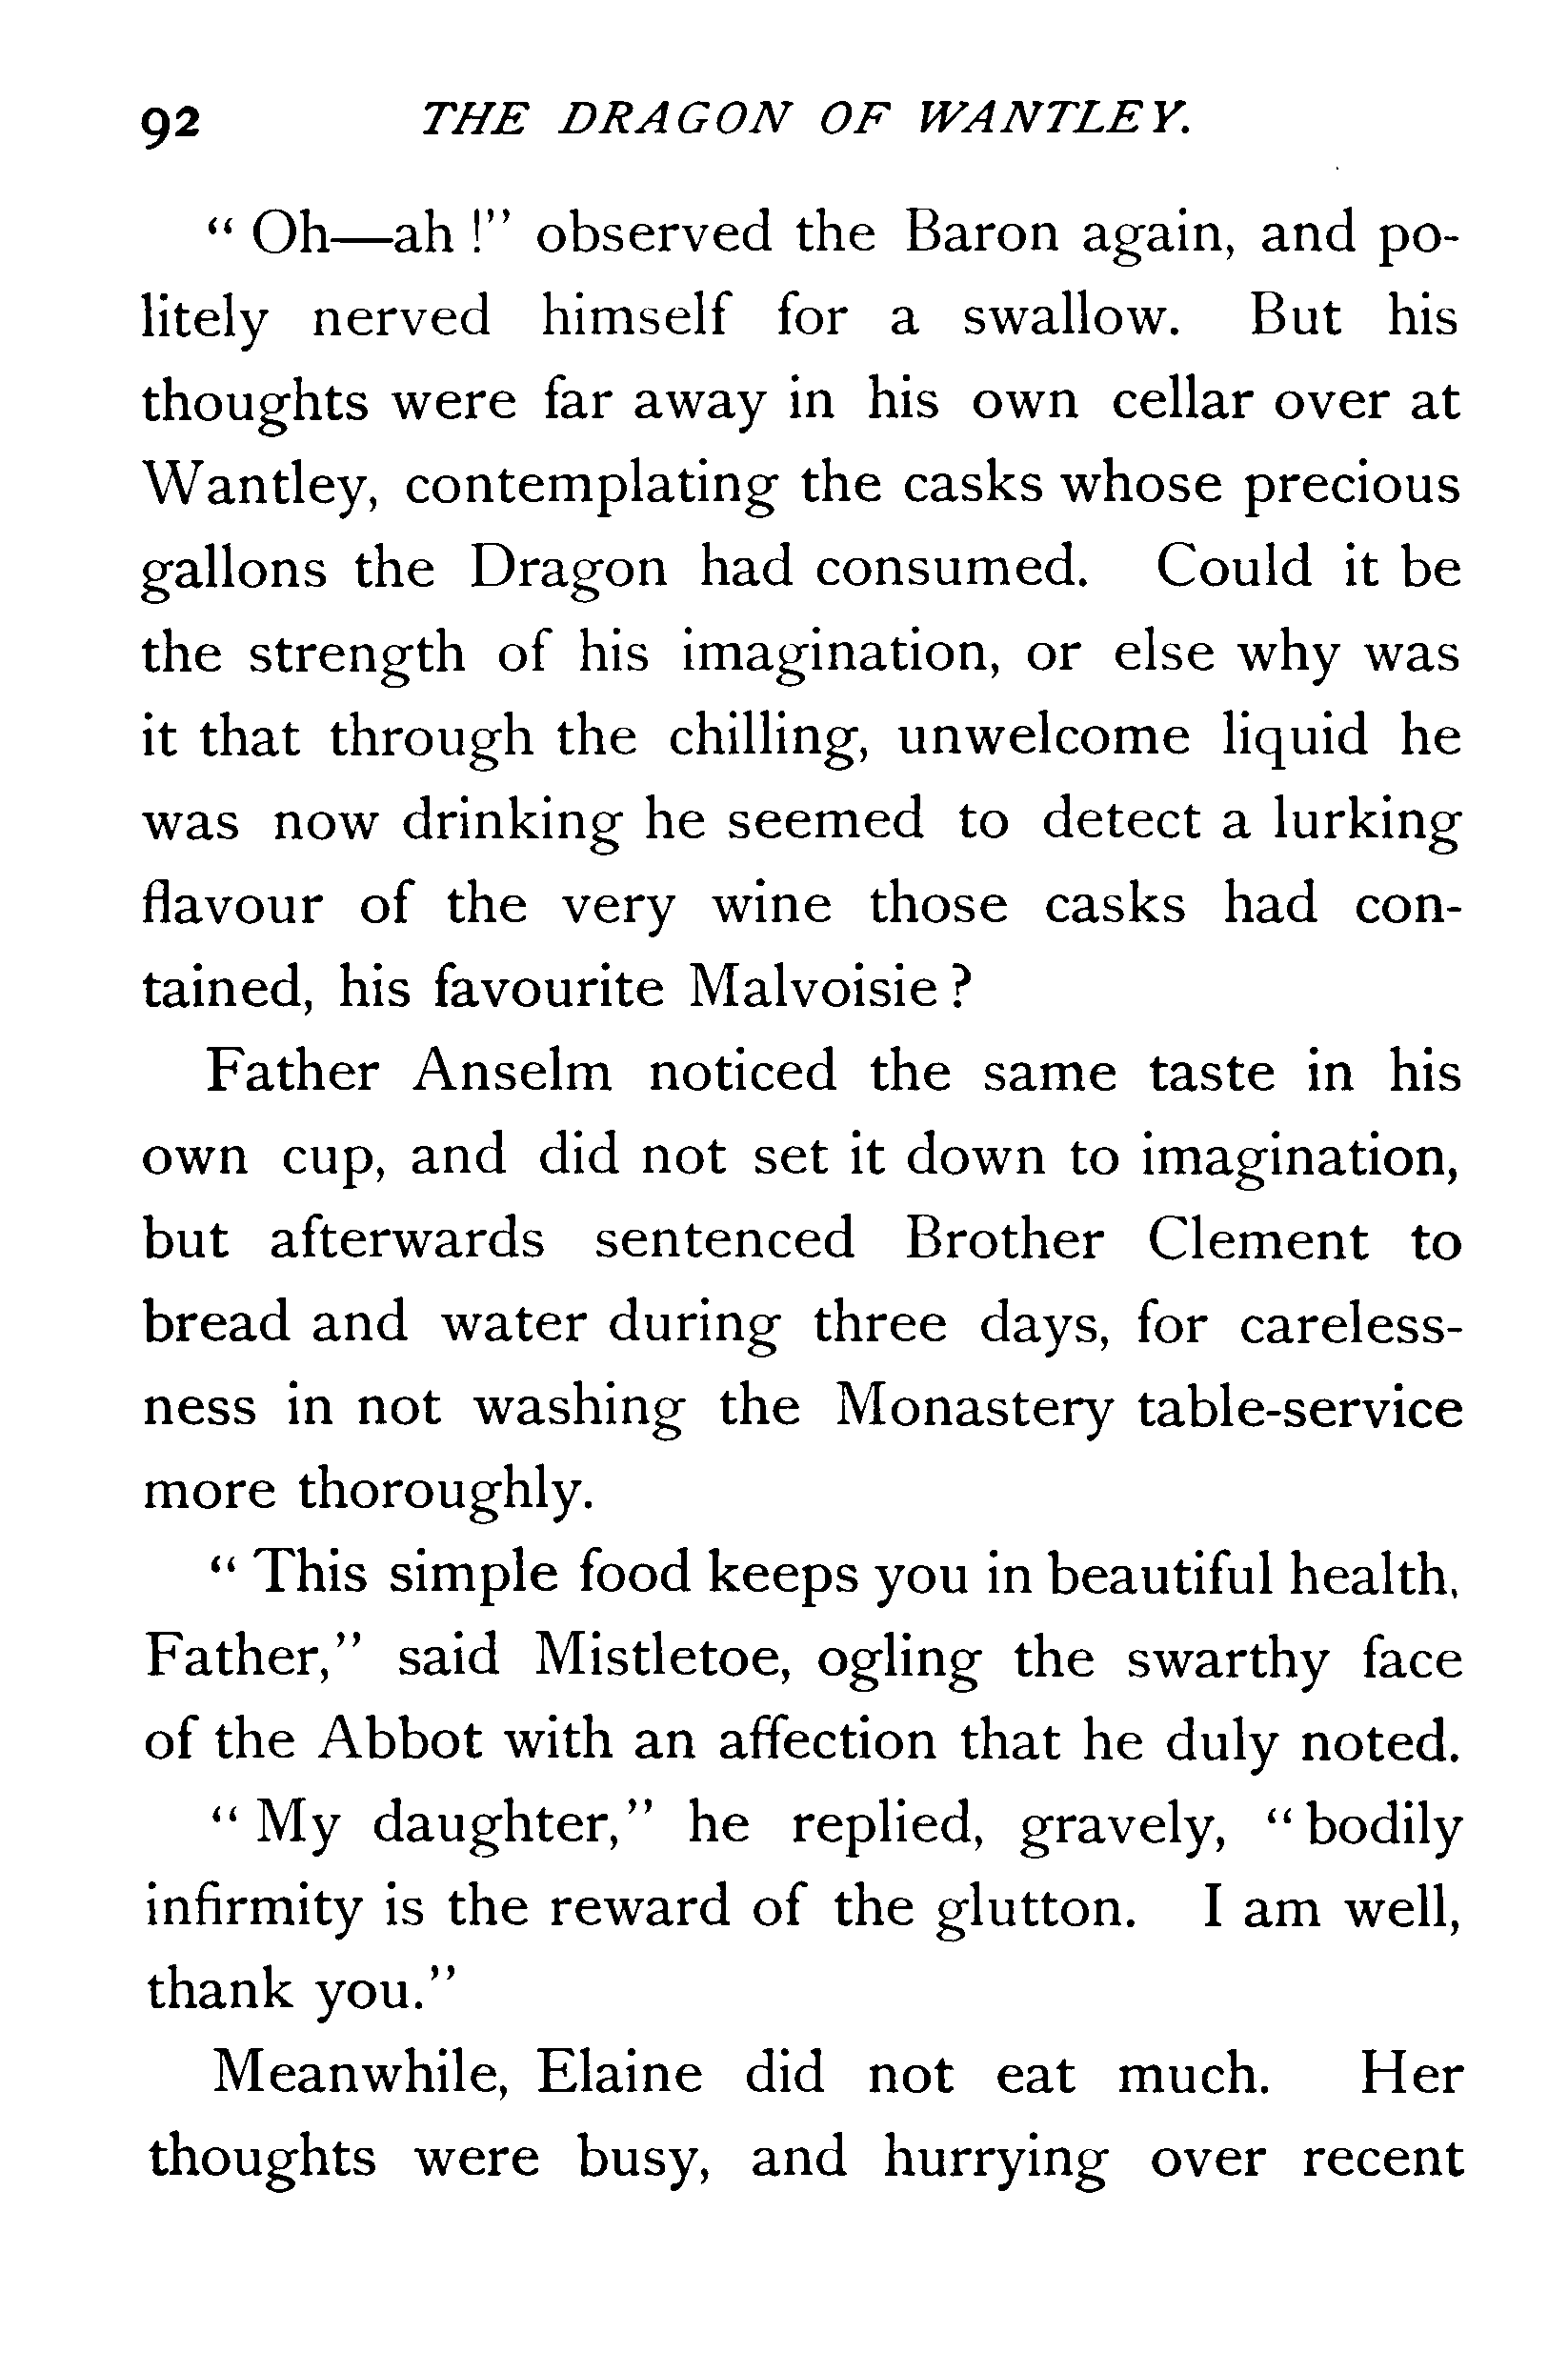 92 THE DRAGON OF WANTLEY.
" Oh—ah !" observed the Baron again, and po-
litely nerved himself for a swallow. But his
thoughts were far away in his own cellar over at
Wantley, contemplating the casks whose precious
gallons the Dragon had consumed. Could it be
the strength of his imagination, or else why was
it that through the chilling, unwelcome liquid he
was now drinking he seemed to detect a lurking
flavour of the very wine those casks had con-
tained, his favourite Malvoisie ?
Father Anselm noticed the same taste in his
own cup, and did not set it down to imagination,
but afterwards sentenced Brother Clement to
bread and water during three days, for careless-
ness in not washing the Monastery table-service
more thoroughly.
" This simple food keeps you in beautiful health,
Father," said Mistletoe, ogling the swarthy face
of the Abbot with an affection that he duly noted.
" My daughter," he replied, gravely, " bodily
infirmity is the reward of the glutton. I am well,
thank you."
Meanwhile, Elaine did not eat much. Her
thoughts were busy, and hurrying over recent